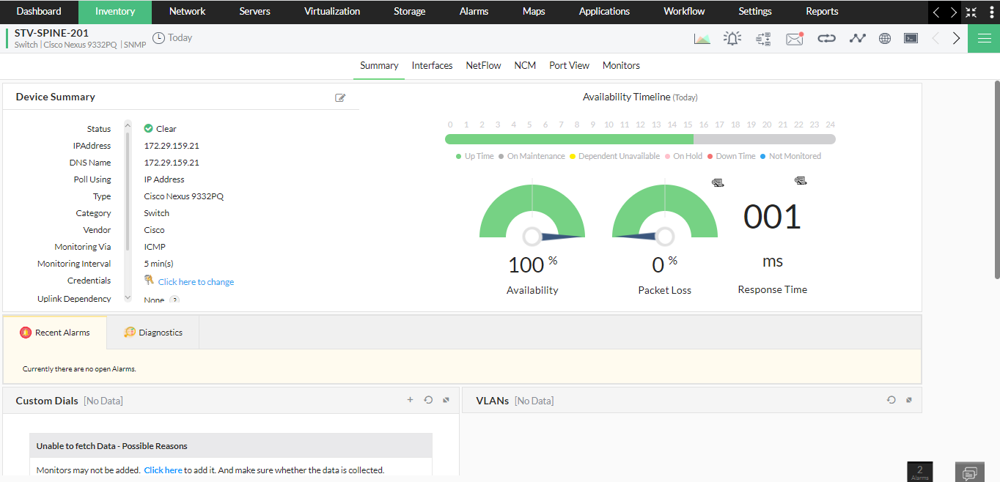 Dashboard Inventory Network Servers Virtualization Storage Alarms Maps Applications Workflow Settings Reports
STV-SPINE-201
Switch | Cisco Nexus 9332PQ | SNMP
Today
Summary Interfaces NetFlow NCM Port View Monitors
Device Summary
Status Clear
IPAddress 172.29.159.21
DNS Name 172.29.159.21
Poll Using IP Address
Type Cisco Nexus 9332PQ
Category Switch
Vendor Cisco
Monitoring Via ICMP
Monitoring Interval 5 min(s)
Credentials Click here to change
Uplink Dependency None ?
Availability Timeline (Today)
0 1 2 3 4 5 6 7 8 9 10 11 12 13 14 15 16 17 18 19 20 21 22 23 24
Up Time On Maintenance Dependent Unavailable On Hold Down Time Not Monitored
100 % 0 % 001 ms
Availability Packet Loss Response Time
Recent Alarms Diagnostics
Currently there are no open Alarms.
Custom Dials [No Data]
Unable to fetch Data - Possible Reasons
Monitors may not be added. Click here to add it. And make sure whether the data is collected.
VLANs [No Data]
2
Alarms